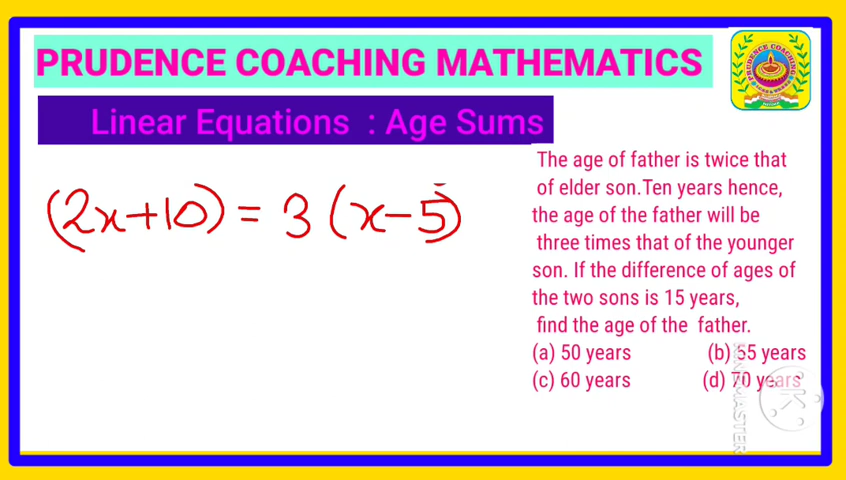 PRUDENCE COACHING MATHEMATICS
Linear Equations : Age Sums
(2x+10) = 3 (x-5)
The age of father is twice that
of elder son.Ten years hence,
the age of the father will be
three times that of the younger
son. If the difference of ages of
the two sons is 15 years,
find the age of the father.
(a) 50 years (b) 55 years
(c) 60 years (d) 70 years
PRUDENCE COACHING
KINEMASTER